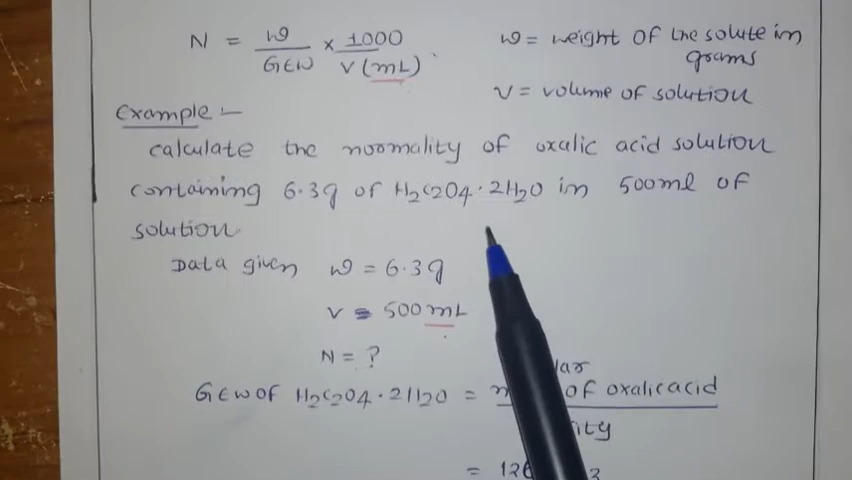 N = W / GEW × 1000 / V (mL)
W = weight of the solute in grams
V = volume of solution
Example :-
calculate the normality of oxalic acid solution
containing 6.3g of H2C2O4.2H2O in 500ml of
solution.
Data given W = 6.3g
V = 500mL
N = ?
GEW OF H2C2O4.2H2O = of oxalic acid
=